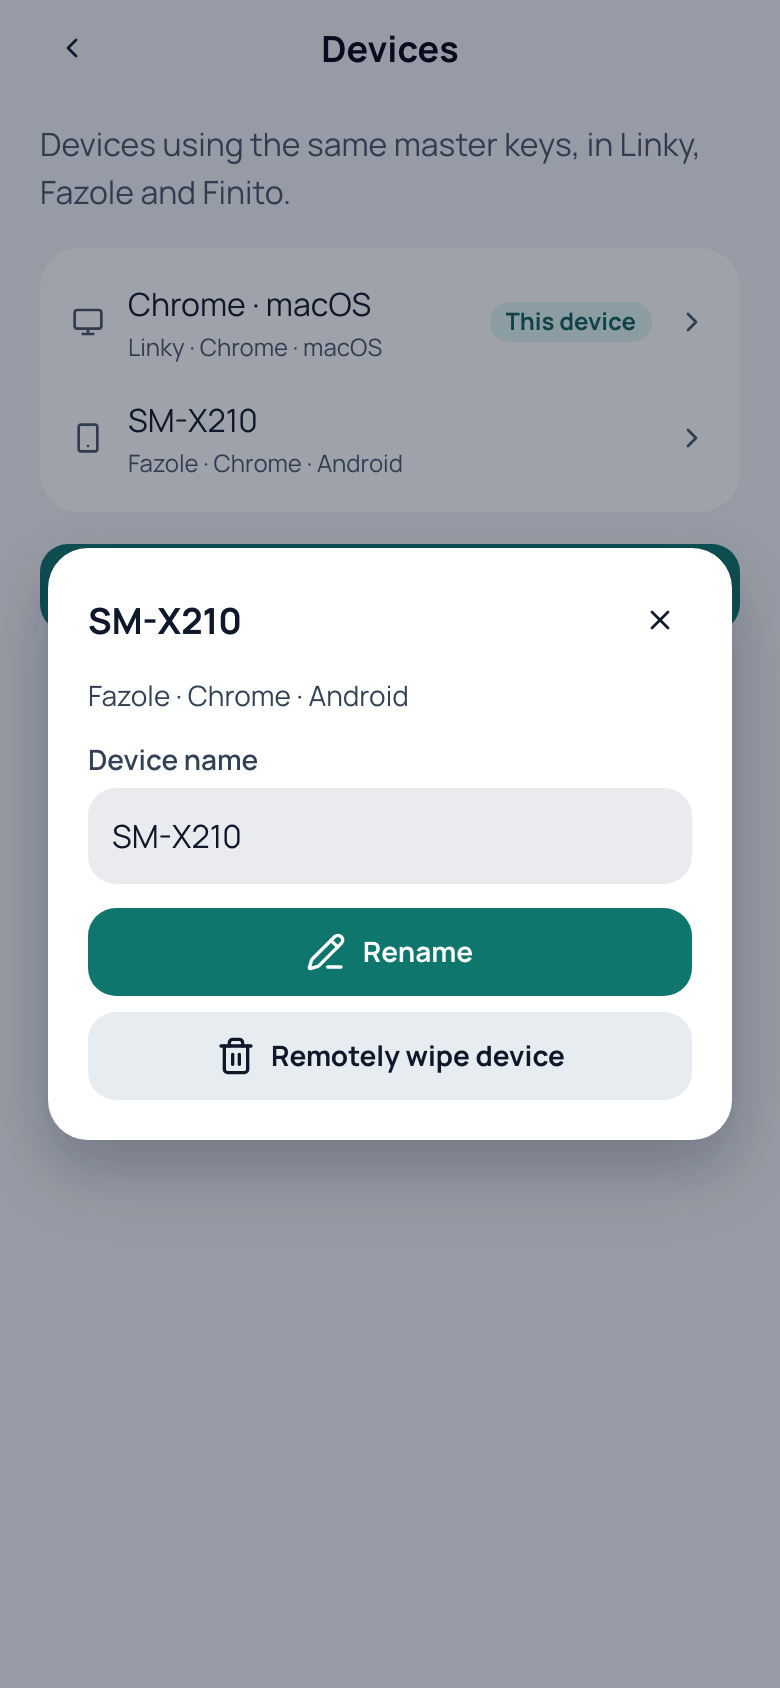 Devices
Devices using the same master keys, in Linky,
Fazole and Finito.
Chrome · macOS
Linky · Chrome · macOS
This device
SM-X210
Fazole · Chrome · Android
SM-X210
Fazole · Chrome · Android
Device name
SM-X210
Rename
Remotely wipe device